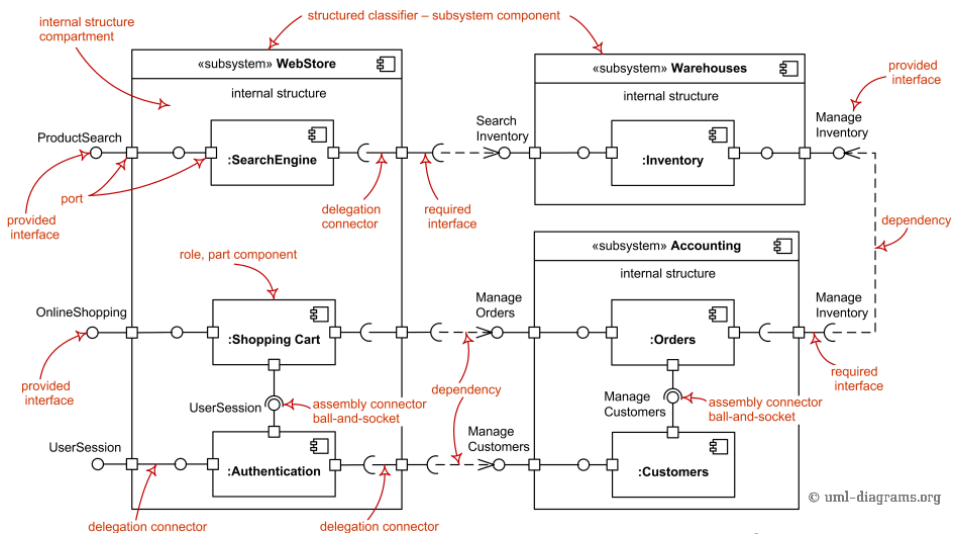 structured classifier – subsystem component
internal structure
compartment
«subsystem» WebStore
internal structure
«subsystem» Warehouses
internal structure
provided
interface
ProductSearch
:SearchEngine
Search
Inventory
:Inventory
Manage
Inventory
port
provided
interface
delegation
connector
required
interface
dependency
role, part component
«subsystem» Accounting
internal structure
OnlineShopping
:Shopping Cart
Manage
Orders
:Orders
Manage
Inventory
provided
interface
dependency
required
interface
UserSession
assembly connector
ball-and-socket
Manage
Customers
assembly connector
ball-and-socket
UserSession
:Authentication
Manage
Customers
:Customers
delegation connector
delegation connector
© uml-diagrams.org